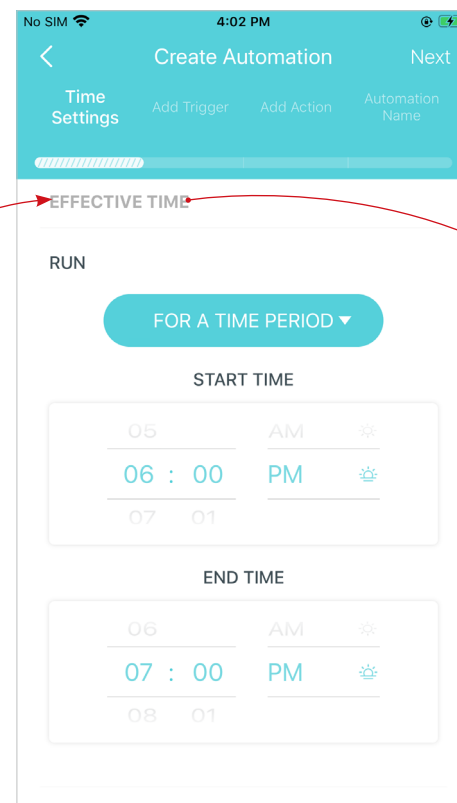 No SIM 4:02 PM
Create Automation Next
Time Settings Add Trigger Add Action Automation Name
EFFECTIVE TIME
RUN
FOR A TIME PERIOD
START TIME
05 AM
06 : 00 PM
07 01
END TIME
06 AM
07 : 00 PM
08 01